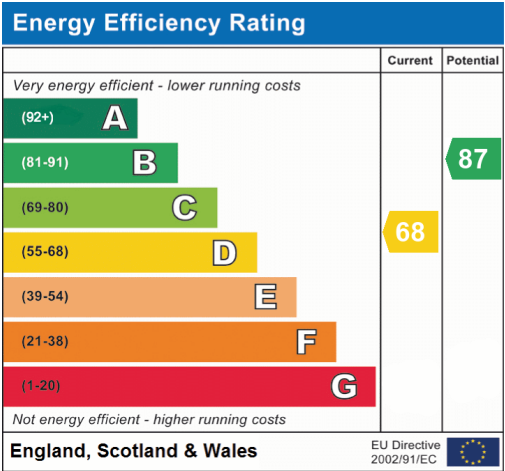 Energy Efficiency Rating
Current Potential
Very energy efficient - lower running costs
(92+) A
(81-91) B
87
(69-80) C
(55-68) D
68
(39-54) E
(21-38) F
(1-20) G
Not energy efficient - higher running costs
England, Scotland & Wales
EU Directive
2002/91/EC